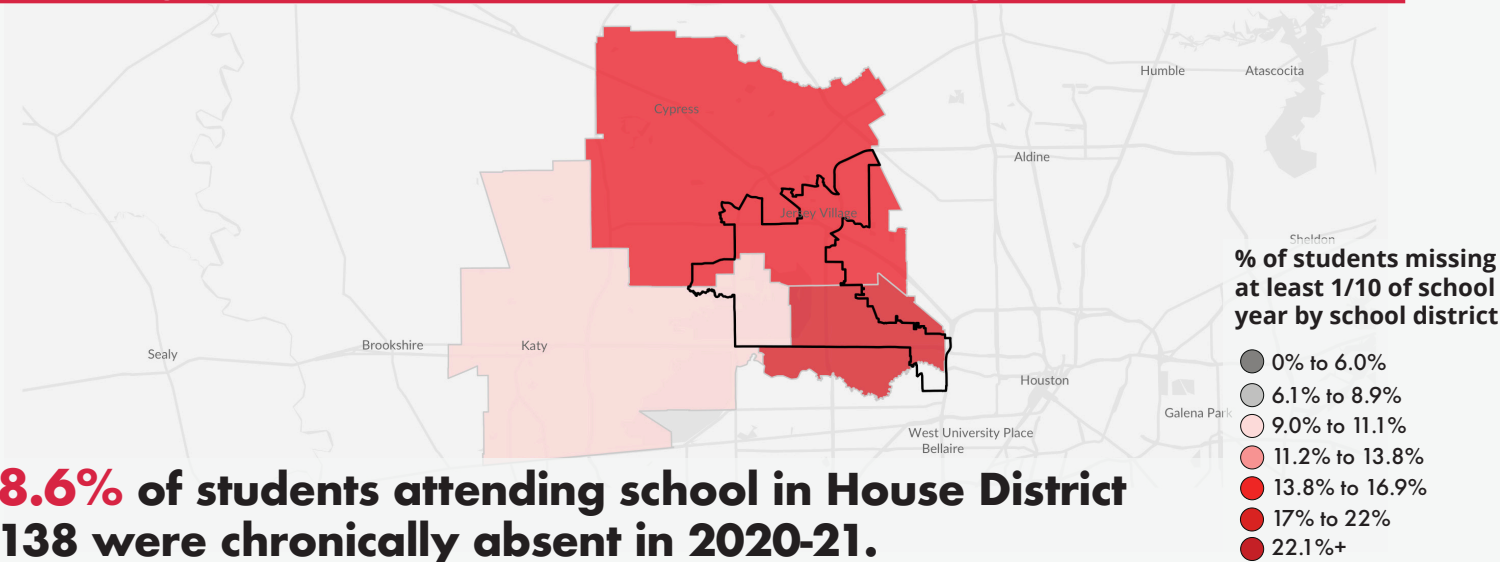 Humble
Atascocita
Cypress
Aldine
Jersey Village
Sheldon
% of students missing
at least 1/10 of school
year by school district
Sealy
Brookshire
Katy
0% to 6.0%
Houston
6.1% to 8.9%
Galena Park
9.0% to 11.1%
West University Place
Bellaire
11.2% to 13.8%
13.8% to 16.9%
17% to 22%
22.1%+
8.6% of students attending school in House District
138 were chronically absent in 2020-21.